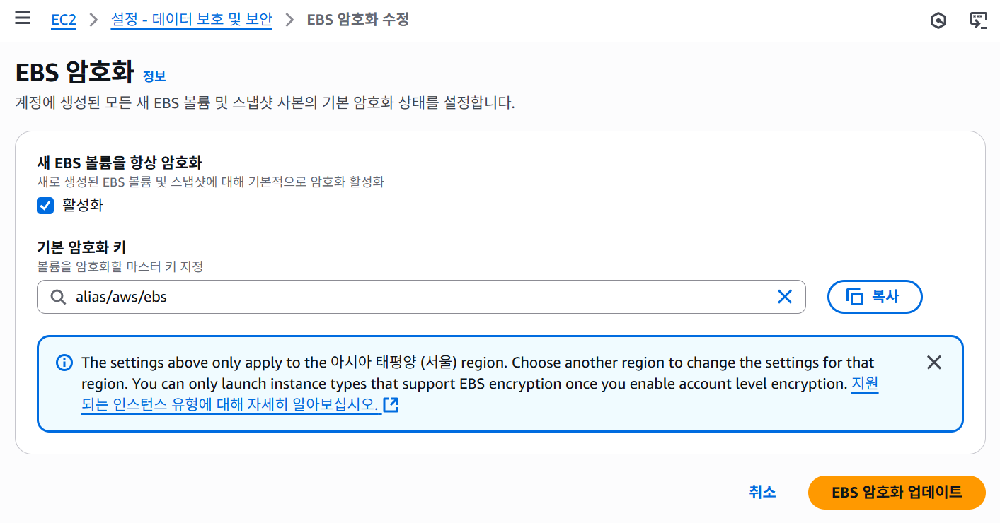 EC2 > 설정 - 데이터 보호 및 보안 > EBS 암호화 수정
EBS 암호화 정보
계정에 생성된 모든 새 EBS 볼륨 및 스냅샷 사본의 기본 암호화 상태를 설정합니다.
새 EBS 볼륨을 항상 암호화
새로 생성된 EBS 볼륨 및 스냅샷에 대해 기본적으로 암호화 활성화
활성화
기본 암호화 키
볼륨을 암호화할 마스터 키 지정
alias/aws/ebs
복사
The settings above only apply to the 아시아 태평양 (서울) region. Choose another region to change the settings for that
region. You can only launch instance types that support EBS encryption once you enable account level encryption. 지원
되는 인스턴스 유형에 대해 자세히 알아보십시오.
취소
EBS 암호화 업데이트